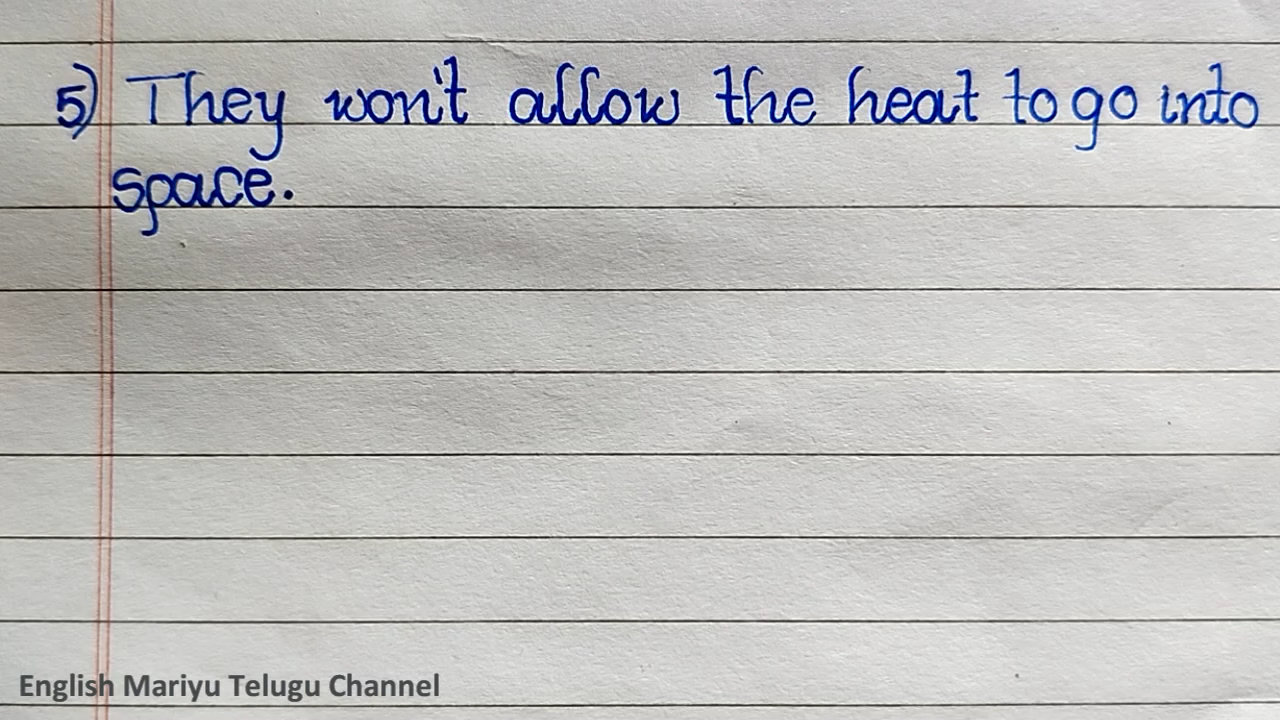 5) They won't allow the heat to go into
space.
English Mariyu Telugu Channel